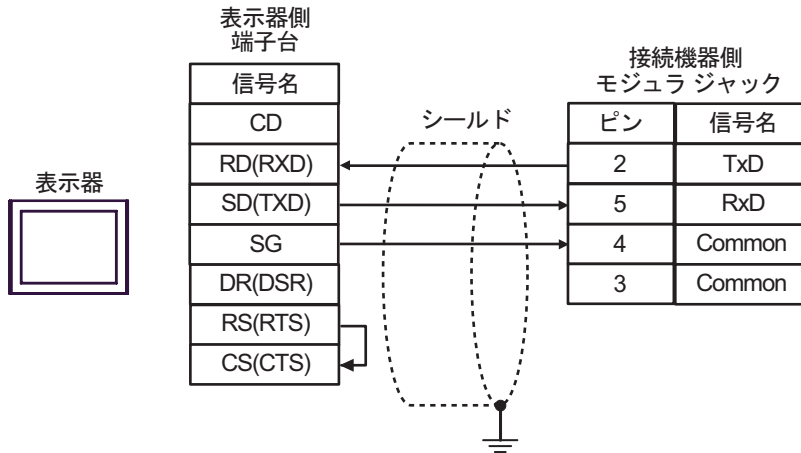 表示器側
端子台
信号名
CD
RD(RXD)
SD(TXD)
SG
DR(DSR)
RS(RTS)
CS(CTS)
表示器
シールド
接続機器側
モジュラ ジャック
ピン 信号名
2 TxD
5 RxD
4 Common
3 Common